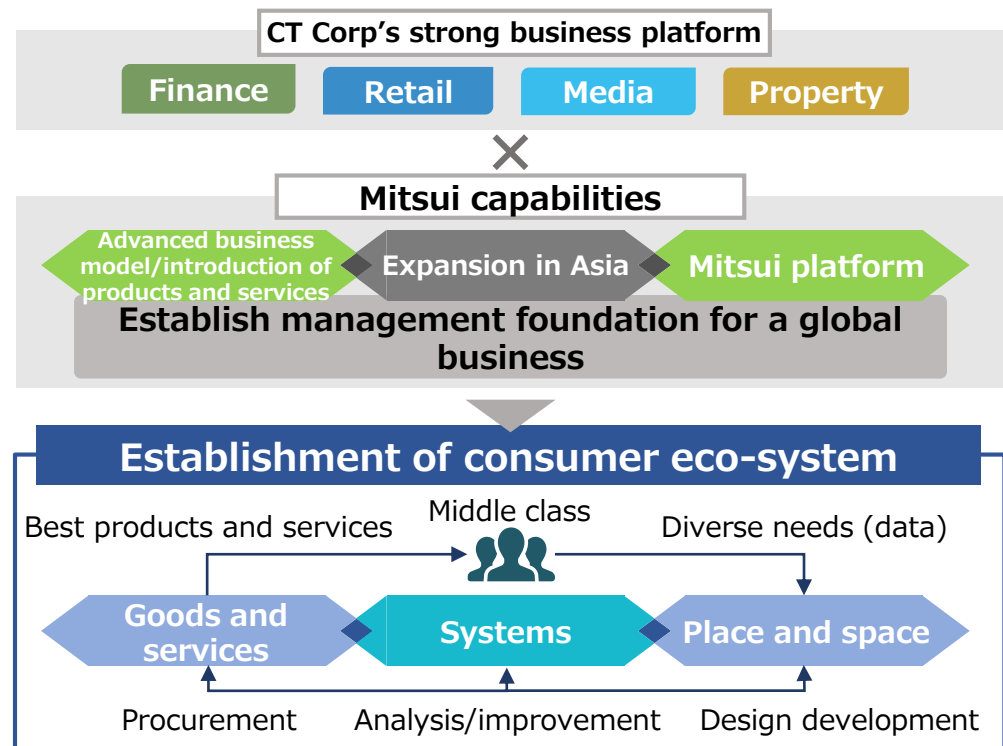 CT Corp’s strong business platform
Finance
Retail
Media
Property
×
Mitsui capabilities
Advanced business
model/introduction of
products and services
Expansion in Asia
Mitsui platform
Establish management foundation for a global
business
Establishment of consumer eco-system
Best products and services
Middle class
Diverse needs (data)
Goods and
services
Systems
Place and space
Procurement
Analysis/improvement
Design development